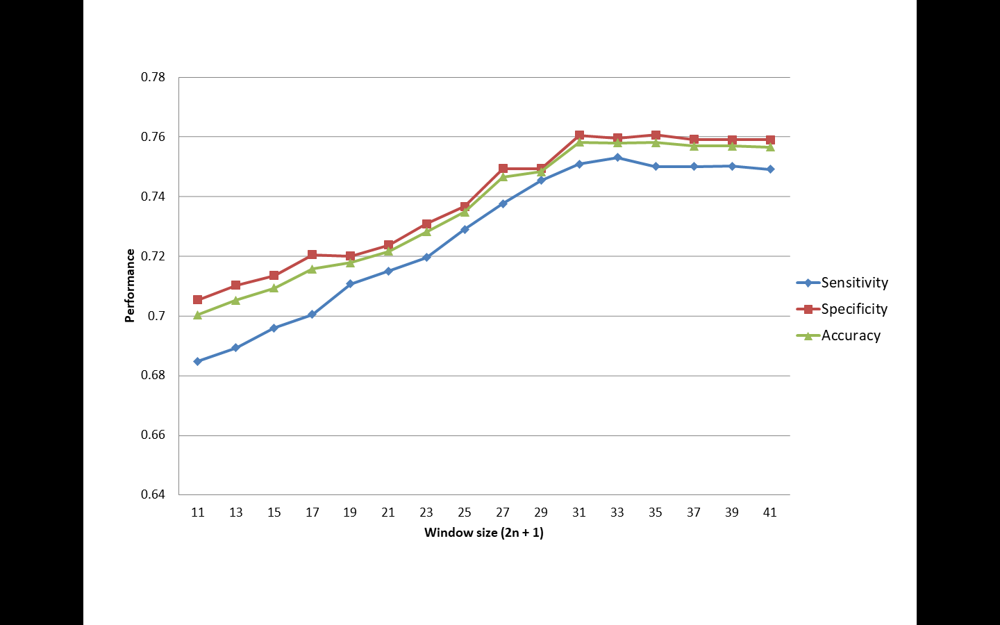 0.78
0.76
0.74
0.72
0.7
0.68
0.66
0.64
Performance
11 13 15 17 19 21 23 25 27 29 31 33 35 37 39 41
Window size (2n + 1)
Sensitivity
Specificity
Accuracy